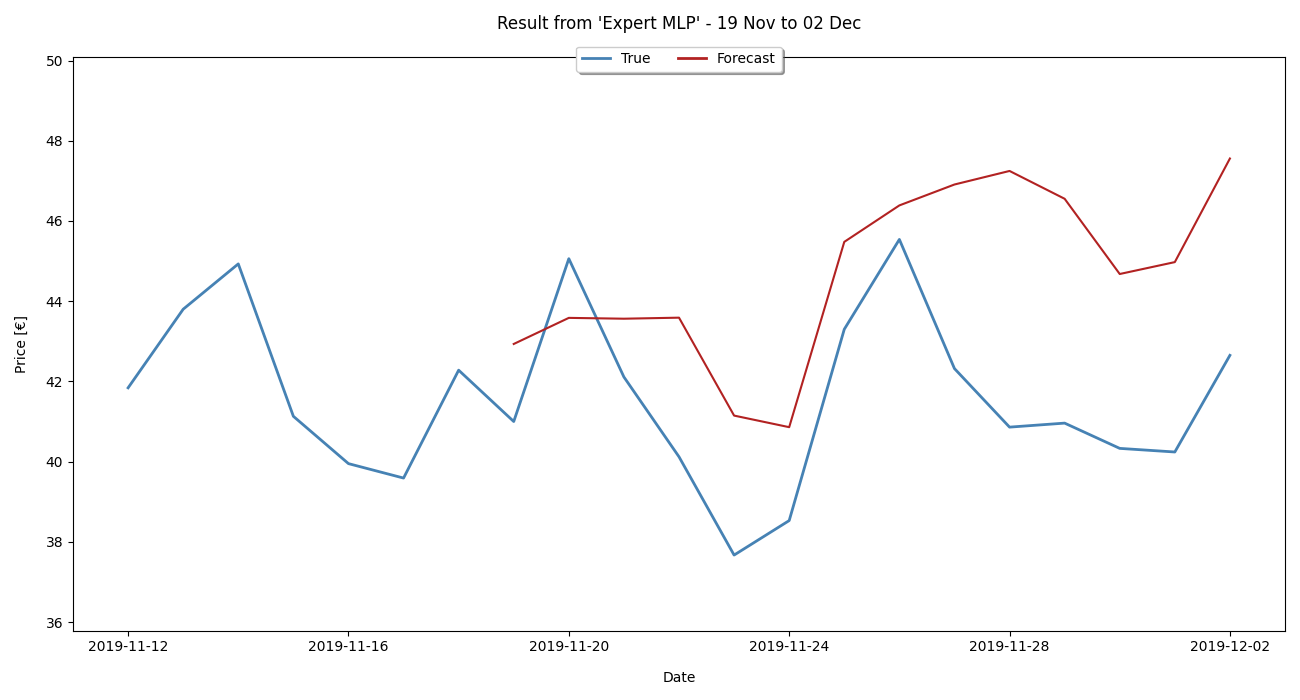 Result from 'Expert MLP' - 19 Nov to 02 Dec
True
Forecast
50
48
46
44
42
40
38
36
Price [€]
2019-11-12
2019-11-16
2019-11-20
2019-11-24
2019-11-28
2019-12-02
Date